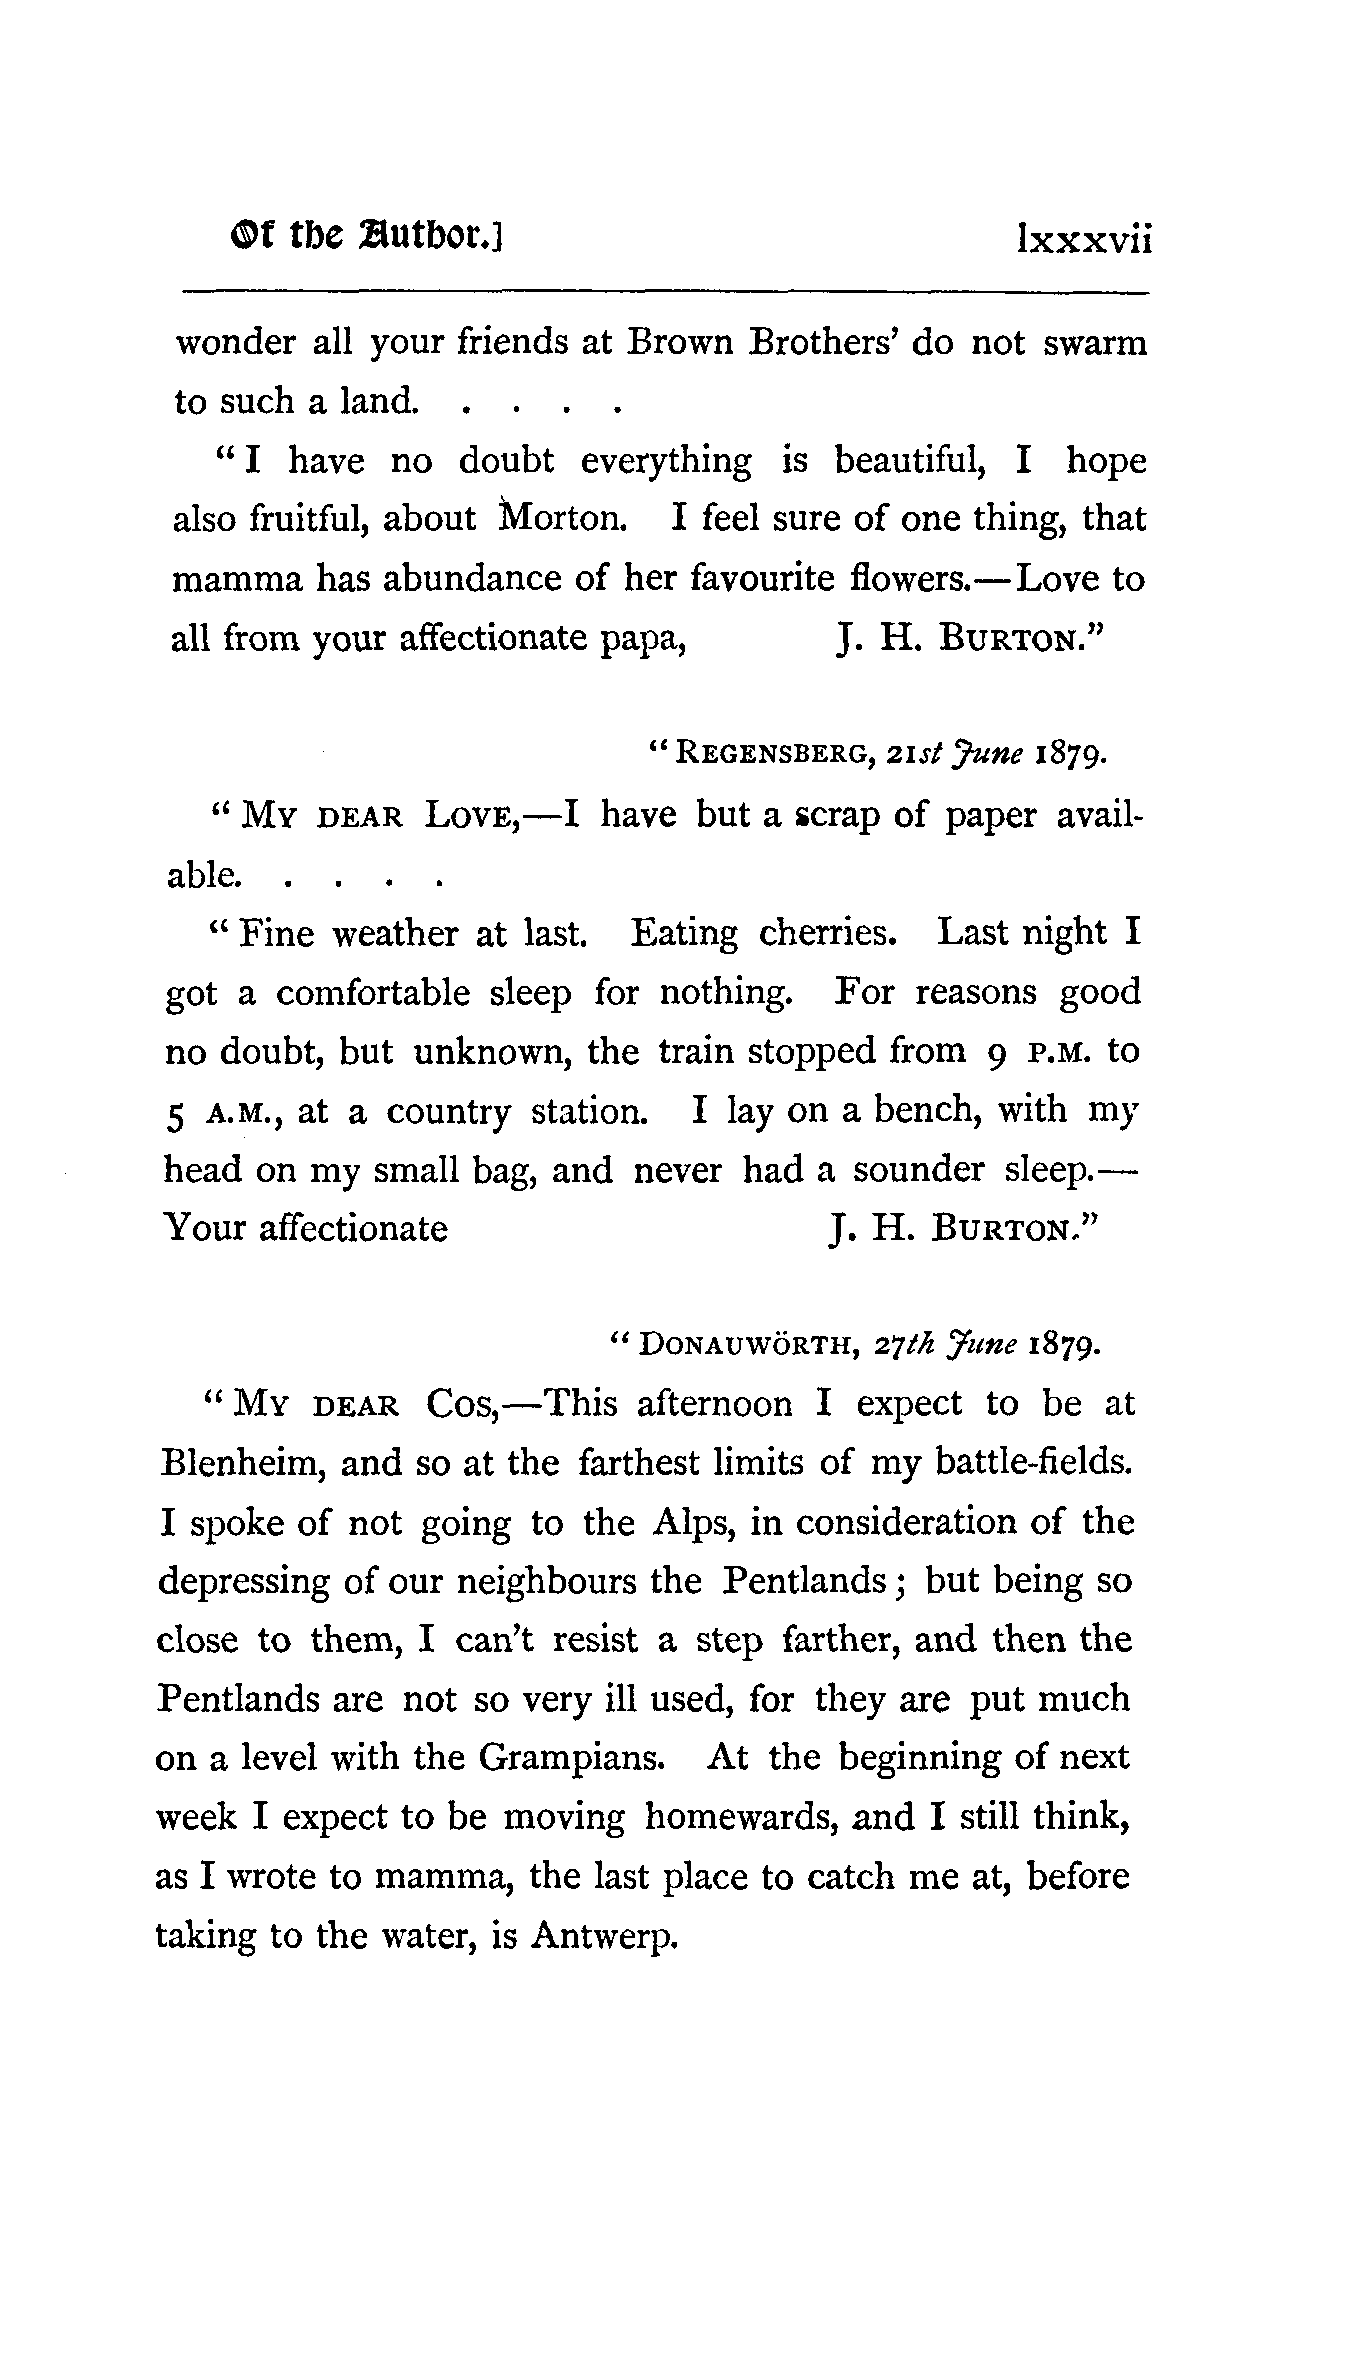 Of the Author.] lxxxvii
wonder all your friends at Brown Brothers’ do not swarm
to such a land. . . . .
“ I have no doubt everything is beautiful, I hope
also fruitful, about Morton. I feel sure of one thing, that
mamma has abundance of her favourite flowers.—Love to
all from your affectionate papa, J. H. BURTON.”
“ REGENSBERG, 21st June 1879.
“ MY DEAR LOVE,—I have but a scrap of paper avail-
able. . . . .
“ Fine weather at last. Eating cherries. Last night I
got a comfortable sleep for nothing. For reasons good
no doubt, but unknown, the train stopped from 9 P.M. to
5 A.M., at a country station. I lay on a bench, with my
head on my small bag, and never had a sounder sleep.—
Your affectionate J. H. BURTON.”
“ DONAUWÖRTH, 27th June 1879.
“ MY DEAR COS,—This afternoon I expect to be at
Blenheim, and so at the farthest limits of my battle-fields.
I spoke of not going to the Alps, in consideration of the
depressing of our neighbours the Pentlands ; but being so
close to them, I can’t resist a step farther, and then the
Pentlands are not so very ill used, for they are put much
on a level with the Grampians. At the beginning of next
week I expect to be moving homewards, and I still think,
as I wrote to mamma, the last place to catch me at, before
taking to the water, is Antwerp.